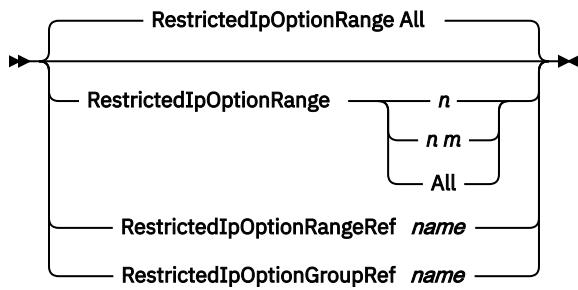 RestrictedIpOptionRange All
RestrictedIpOptionRange n
n m
All
RestrictedIpOptionRangeRef name
RestrictedIpOptionGroupRef name